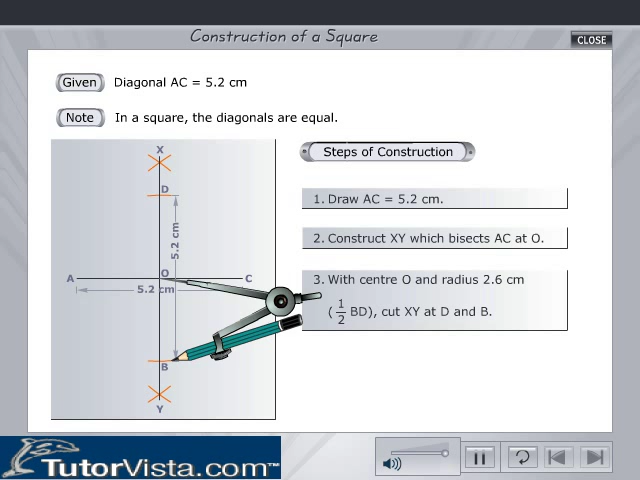 Construction of a Square
CLOSE
Given Diagonal AC = 5.2 cm
Note In a square, the diagonals are equal.
X
D
5.2 cm
A O C
5.2 cm
B
Y
Steps of Construction
1. Draw AC = 5.2 cm.
2. Construct XY which bisects AC at O.
3. With centre O and radius 2.6 cm
(1/2 BD), cut XY at D and B.
TutorVista.com™